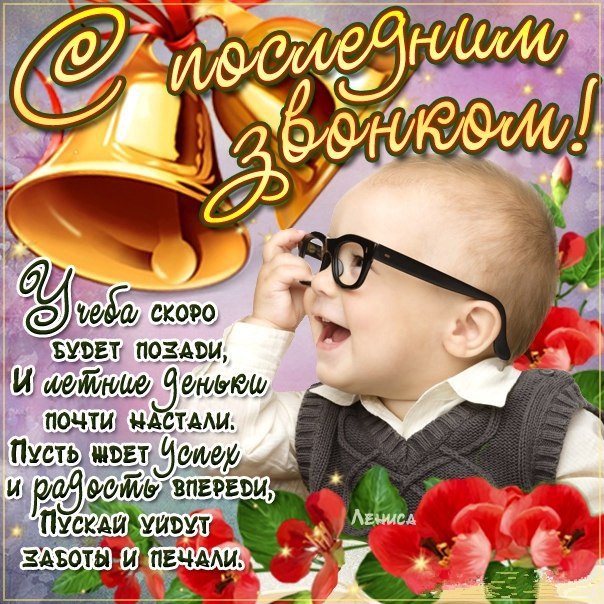 С последним
звонком!
Учеба скоро
будет позади,
И летние деньки
почти настали.
Пусть ждет Успех
и радость впереди,
Пускай уйдут
заботы и печали.
Лениса